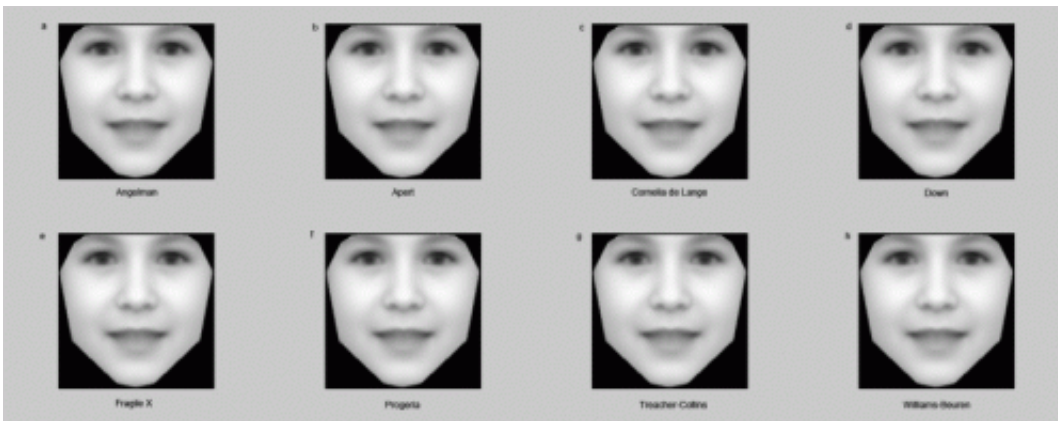 a
b
c
d
Angelman
Apert
Cornelia de Lange
Down
e
f
g
Fragile X
Progeria
Treacher-Collins
Williams-Beuren